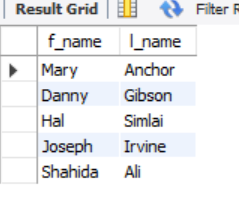 Result Grid Filter R
f_name l_name
Mary Anchor
Danny Gibson
Hal Simlai
Joseph Irvine
Shahida Ali